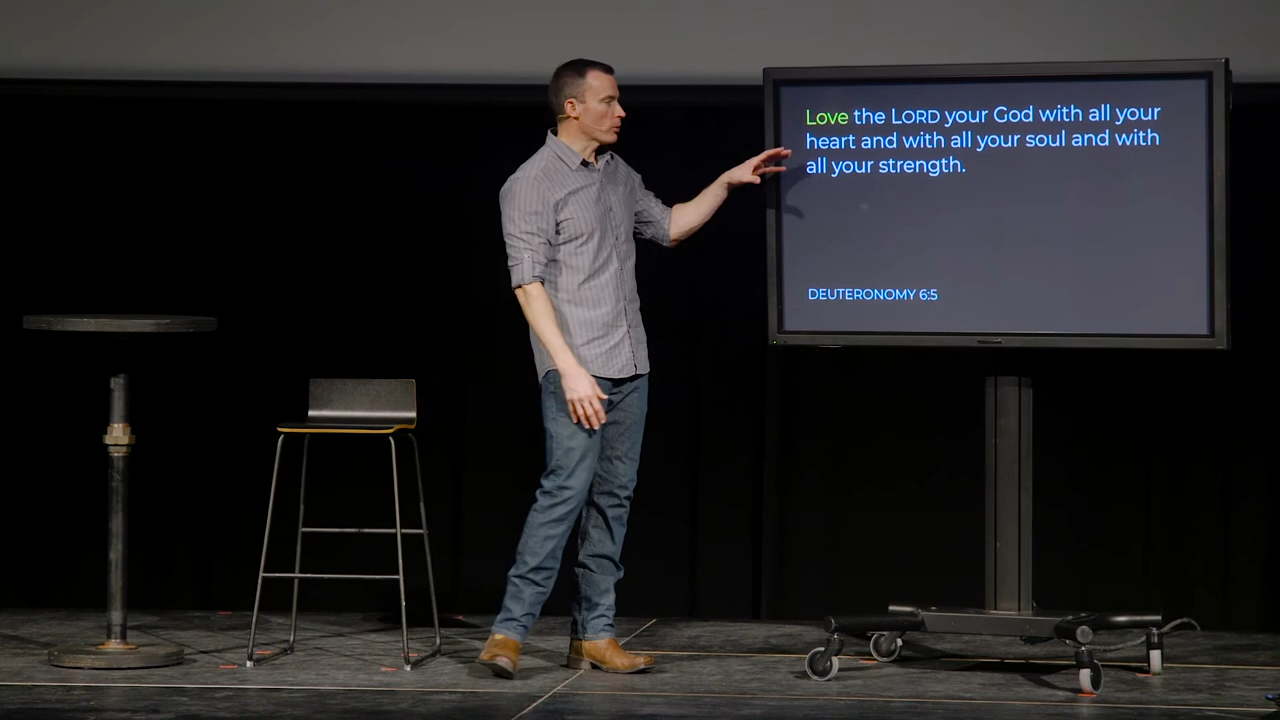 Love the LORD your God with all your
heart and with all your soul and with
all your strength.
DEUTERONOMY 6:5